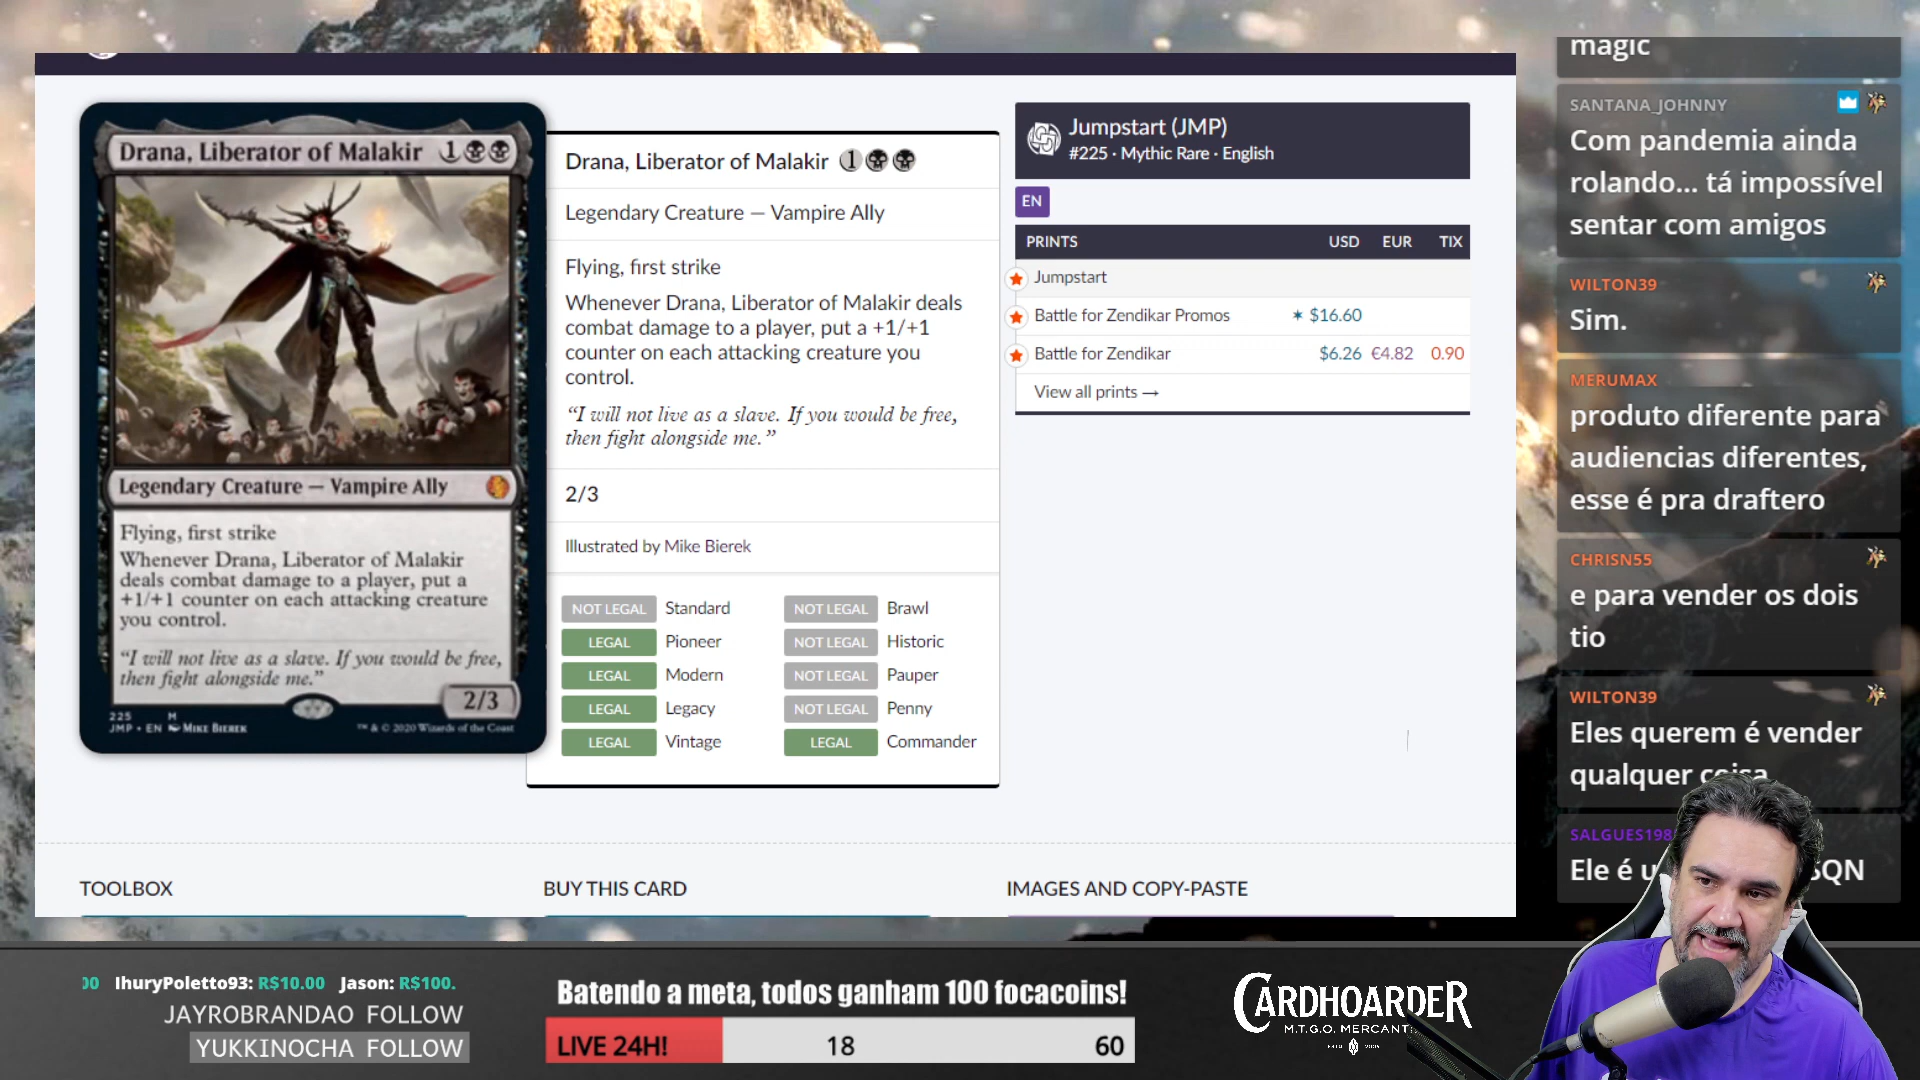 Drana, Liberator of Malakir 1
Legendary Creature — Vampire Ally
Flying, first strike
Whenever Drana, Liberator of Malakir
deals combat damage to a player, put a
+1/+1 counter on each attacking creature
you control.
“I will not live as a slave. If you would be free,
then fight alongside me.”
2/3
225 M
JMP • EN Mike Bierek
™ & © 2020 Wizards of the Coast
Drana, Liberator of Malakir 1
Legendary Creature — Vampire Ally
Flying, first strike
Whenever Drana, Liberator of Malakir deals
combat damage to a player, put a +1/+1
counter on each attacking creature you
control.
“I will not live as a slave. If you would be free,
then fight alongside me.”
2/3
Illustrated by Mike Bierek
NOT LEGAL Standard NOT LEGAL Brawl
LEGAL Pioneer NOT LEGAL Historic
LEGAL Modern NOT LEGAL Pauper
LEGAL Legacy NOT LEGAL Penny
LEGAL Vintage LEGAL Commander
Jumpstart (JMP)
#225 · Mythic Rare · English
EN
PRINTS USD EUR TIX
Jumpstart
Battle for Zendikar Promos $16.60
Battle for Zendikar $6.26 €4.82 0.90
View all prints →
TOOLBOX
BUY THIS CARD
IMAGES AND COPY-PASTE
magic
SANTANA_JOHNNY
Com pandemia ainda
rolando... tá impossível
sentar com amigos
WILTON39
Sim.
MERUMAX
produto diferente para
audiencias diferentes,
esse é pra draftero
CHRISN55
e para vender os dois
tio
WILTON39
Eles querem é vender
qualquer coisa
SALGUES198
Ele é
00 IhuryPoletto93: R$10.00 Jason: R$100.
JAYROBRANDAO FOLLOW
YUKKINOCHA FOLLOW
Batendo a meta, todos ganham 100 focacoins!
LIVE 24H! 18 60
CARDHOARDER
M.T.G.O. MERCANT